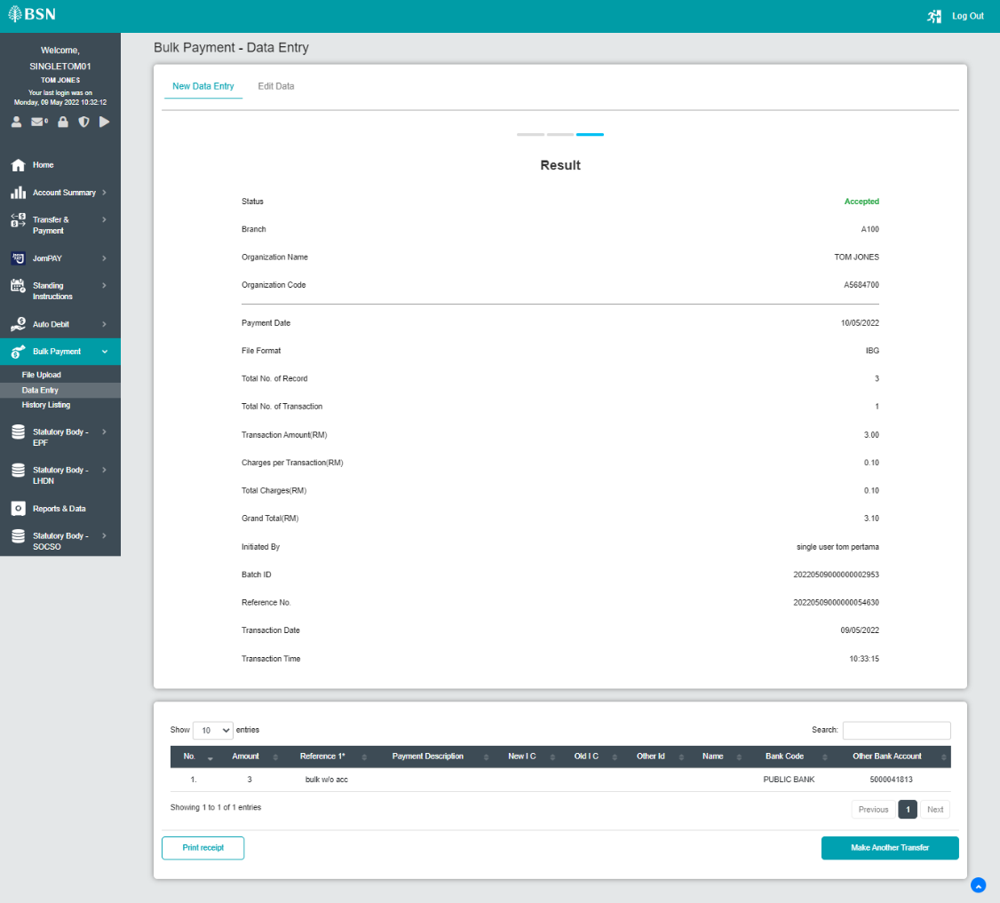 BSN
Log Out
Welcome,
SINGLETOM01
TOM JONES
Your last login was on
Monday, 09 May 2022 10:32:12
0
Home
Account Summary
Transfer &
Payment
JomPAY
Standing
Instructions
Auto Debit
Bulk Payment
File Upload
Data Entry
History Listing
Statutory Body -
EPF
Statutory Body -
LHDN
Reports & Data
Statutory Body -
SOCSO
Bulk Payment - Data Entry
New Data Entry Edit Data
Result
Status Accepted
Branch A100
Organization Name TOM JONES
Organization Code A5684700
Payment Date 10/05/2022
File Format IBG
Total No. of Record 3
Total No. of Transaction 1
Transaction Amount(RM) 3.00
Charges per Transaction(RM) 0.10
Total Charges(RM) 0.10
Grand Total(RM) 3.10
Initiated By single user tom pertama
Batch ID 20220509000000002953
Reference No. 20220509000000054630
Transaction Date 09/05/2022
Transaction Time 10:33:15
Show 10 entries Search:
No. Amount Reference 1* Payment Description New I C Old I C Other Id Name Bank Code Other Bank Account
1. 3 bulk w/o acc PUBLIC BANK 5000041813
Showing 1 to 1 of 1 entries Previous 1 Next
Print receipt Make Another Transfer